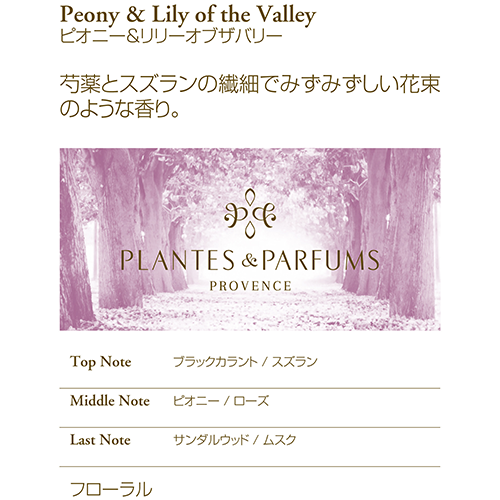 Peony & Lily of the Valley
ピオニー&リリーオブザバリー
芍薬とスズランの繊細でみずみずしい花束
のような香り。
PLANTES & PARFUMS
PROVENCE
Top Note ブラックカラント / スズラン
Middle Note ピオニー / ローズ
Last Note サンダルウッド / ムスク
フローラル